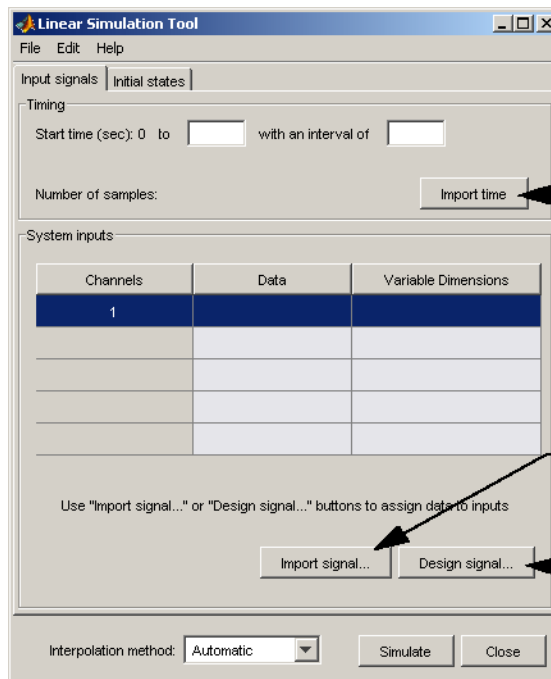 Linear Simulation Tool
File Edit Help
Input signals Initial states
Timing
Start time (sec): 0 to with an interval of
Number of samples: Import time
System inputs
Channels Data Variable Dimensions
1
Use "Import signal..." or "Design signal..." buttons to assign data to inputs
Import signal... Design signal...
Interpolation method: Automatic Simulate Close